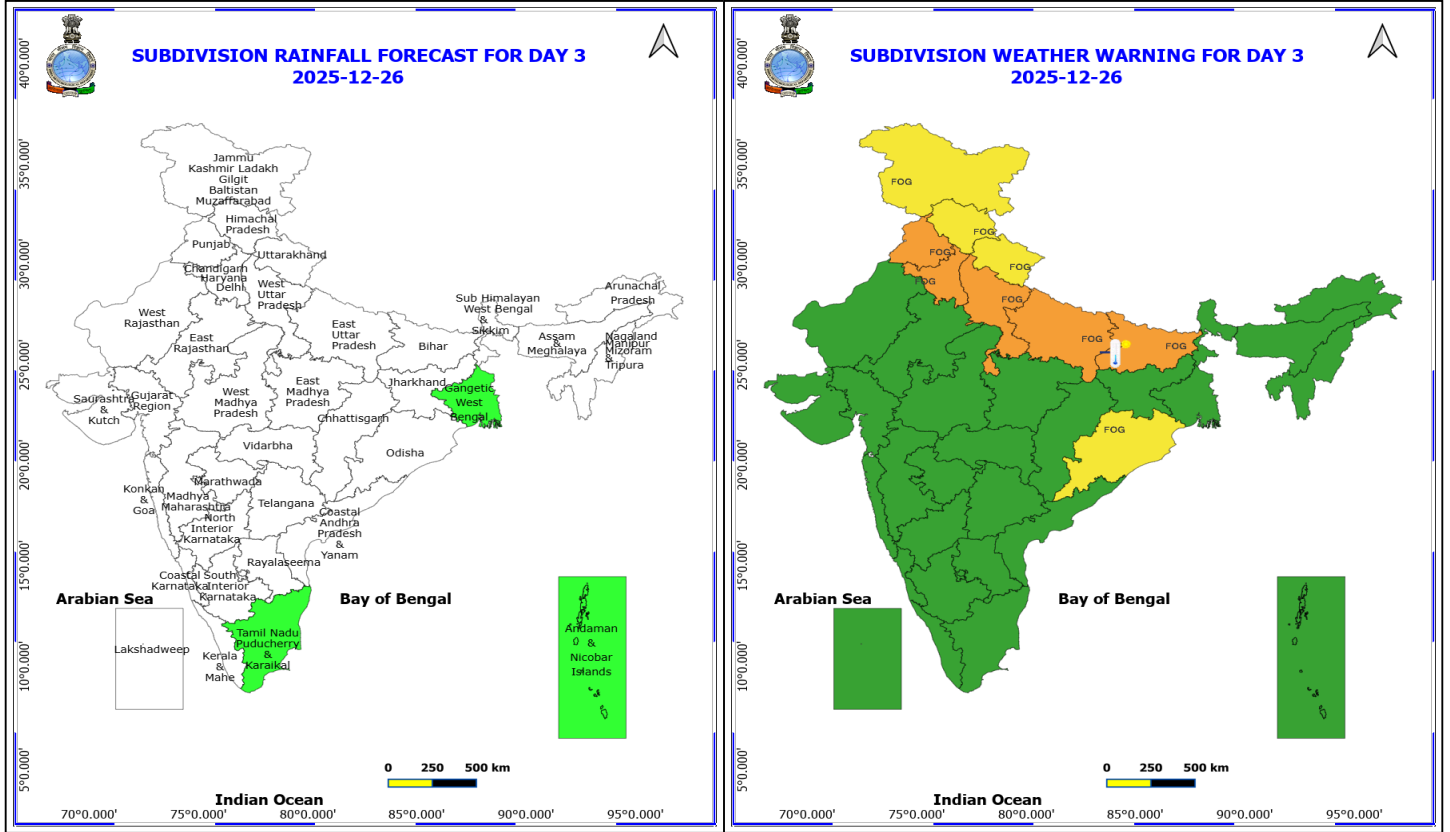 SUBDIVISION RAINFALL FORECAST FOR DAY 3
2025-12-26
40°0.000'
35°0.000'
30°0.000'
25°0.000'
20°0.000'
15°0.000'
10°0.000'
5°0.000'
Jammu
Kashmir Ladakh
Gilgit
Baltistan
Muzaffarabad
Himachal
Pradesh
Punjab
Uttarakhand
Chandigarh
Haryana
Delhi
West
Uttar
Pradesh
Arunachal
Pradesh
Sub Himalayan
West Bengal
&
Sikkim
West
Rajasthan
East
Rajasthan
East
Uttar
Pradesh
Bihar
Assam
&
Meghalaya
Nagaland
Manipur
Mizoram
&
Tripura
Jharkhand
Gangetic
West
Bengal
Saurashtra
&
Kutch
Gujarat
Region
West
Madhya
Pradesh
East
Madhya
Pradesh
Chhattisgarh
Vidarbha
Odisha
Konkan
&
Goa
Madhya
Maharashtra
Marathwada
Telangana
North
Interior
Karnataka
Coastal
Andhra
Pradesh
&
Yanam
Rayalaseema
Coastal
Karnataka
South
Interior
Karnataka
Arabian Sea
Bay of Bengal
Lakshadweep
Kerala
&
Mahe
Tamil Nadu
Puducherry
&
Karaikal
Andaman
&
Nicobar
Islands
0 250 500 km
Indian Ocean
70°0.000' 75°0.000' 80°0.000' 85°0.000' 90°0.000' 95°0.000'
SUBDIVISION WEATHER WARNING FOR DAY 3
2025-12-26
40°0.000'
35°0.000'
30°0.000'
25°0.000'
20°0.000'
15°0.000'
10°0.000'
5°0.000'
FOG
FOG
FOG
FOG
FOG
FOG
FOG
FOG
FOG
Arabian Sea
Bay of Bengal
0 250 500 km
Indian Ocean
70°0.000' 75°0.000' 80°0.000' 85°0.000' 90°0.000' 95°0.000'